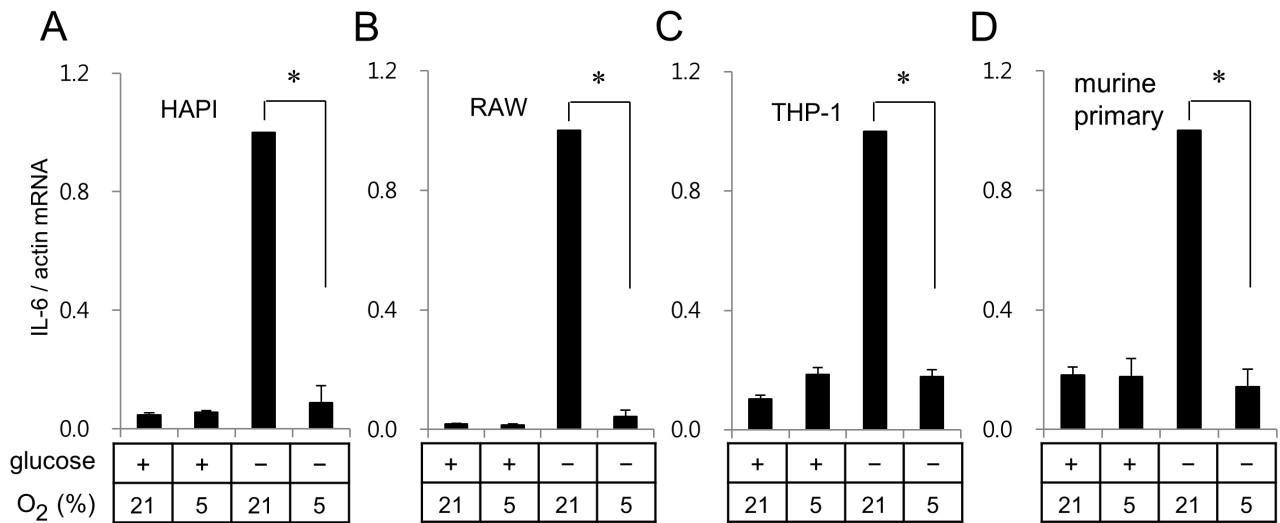 A B C D
1.2 1.2 1.2 1.2
* * * *
HAPI RAW THP-1 murine
primary
0.8 0.8 0.8 0.8
IL-6 / actin mRNA
0.4 0.4 0.4 0.4
0.0 0.0 0.0 0.0
glucose + + − − + + − − + + − − + + − −
O₂ (%) 21 5 21 5 21 5 21 5 21 5 21 5 21 5 21 5